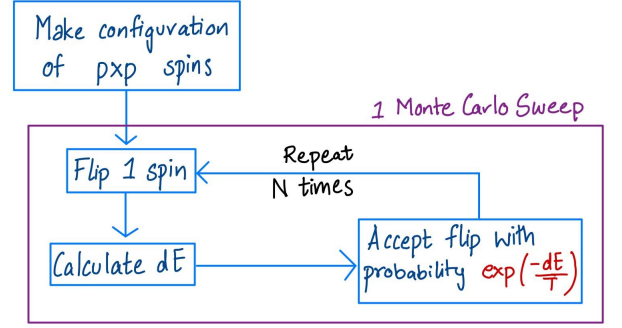 Make configuration
of pxp spins
1 Monte Carlo Sweep
Flip 1 spin
Repeat
N times
Calculate dE
Accept flip with
probability exp(-dE/T)